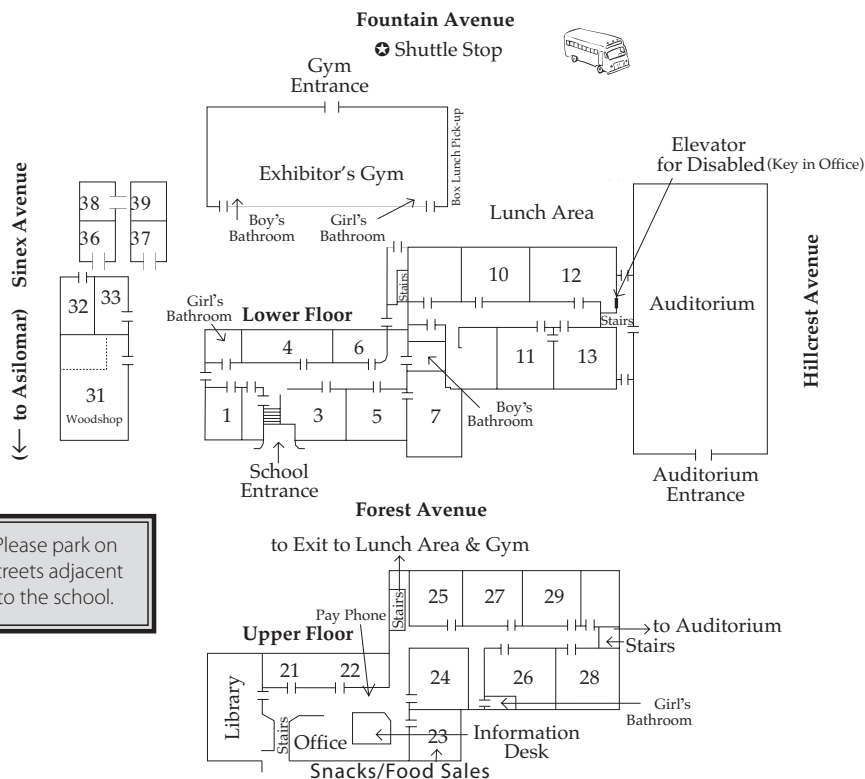 Fountain Avenue
✪ Shuttle Stop
Gym
Entrance
Box Lunch Pick-up
Exhibitor's Gym
Boy's
Bathroom
Girl's
Bathroom
Lunch Area
Elevator
for Disabled (Key in Office)
(← to Asilomar) Sinex Avenue
38
39
36
37
32
33
31
Woodshop
Girl's
Bathroom
Lower Floor
Stairs
10
12
Stairs
Auditorium
Hillcrest Avenue
4
6
11
13
1
3
5
7
Boy's
Bathroom
School
Entrance
Auditorium
Entrance
Forest Avenue
Please park on
streets adjacent
to the school.
to Exit to Lunch Area & Gym
Pay Phone
Stairs
25
27
29
to Auditorium
Stairs
Upper Floor
21
22
24
26
28
Library
Stairs
Office
23
Information
Desk
Girl's
Bathroom
Snacks/Food Sales